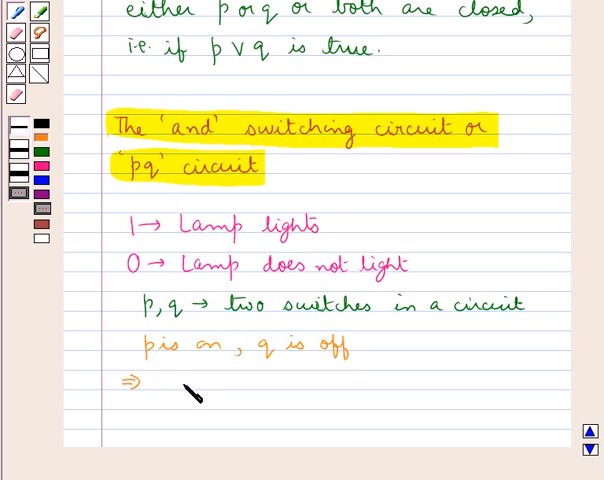 either p or q or both are closed,
i.e. if p ∨ q is true.
The 'and' switching circuit or
'pq' circuit
1→ Lamp lights
0→ Lamp does not light
p, q → two switches in a circuit
p is on, q is off
⇒